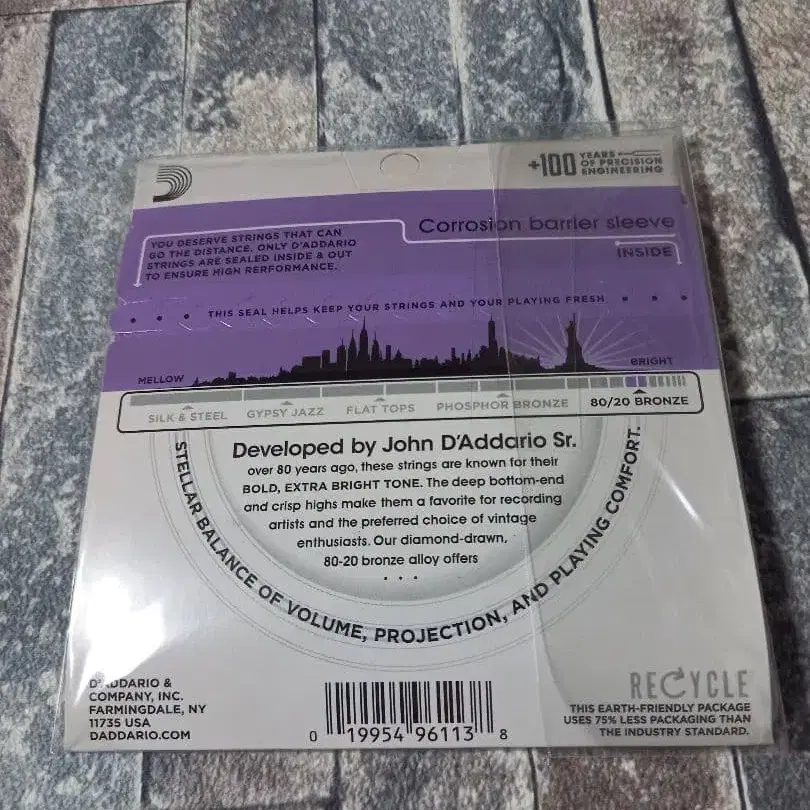 +100 YEARS
OF PRECISION
ENGINEERING
YOU DESERVE STRINGS THAT CAN
GO THE DISTANCE. ONLY D'ADDARIO
STRINGS ARE SEALED INSIDE & OUT
TO ENSURE HIGH PERFORMANCE.
Corrosion barrier sleeve
INSIDE
• • • THIS SEAL HELPS KEEP YOUR STRINGS AND YOUR PLAYING FRESH • • •
MELLOW
BRIGHT
SILK & STEEL GYPSY JAZZ FLAT TOPS PHOSPHOR BRONZE 80/20 BRONZE
Developed by John D'Addario Sr.
over 80 years ago, these strings are known for their
BOLD, EXTRA BRIGHT TONE. The deep bottom-end
and crisp highs make them a favorite for recording
artists and the preferred choice of vintage
enthusiasts. Our diamond-drawn,
80-20 bronze alloy offers
• • •
STELLAR BALANCE OF VOLUME, PROJECTION, AND PLAYING COMFORT.
D'ADDARIO &
COMPANY, INC.
FARMINGDALE, NY
11735 USA
DADDARIO.COM
0 19954 96113 8
RECYCLE
THIS EARTH-FRIENDLY PACKAGE
USES 75% LESS PACKAGING THAN
THE INDUSTRY STANDARD.